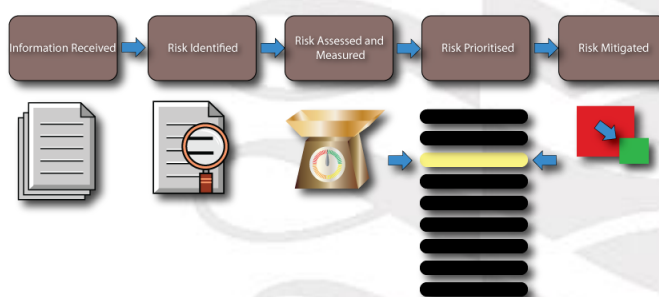 Information Received
Risk Identified
Risk Assessed and
Measured
Risk Prioritised
Risk Mitigated